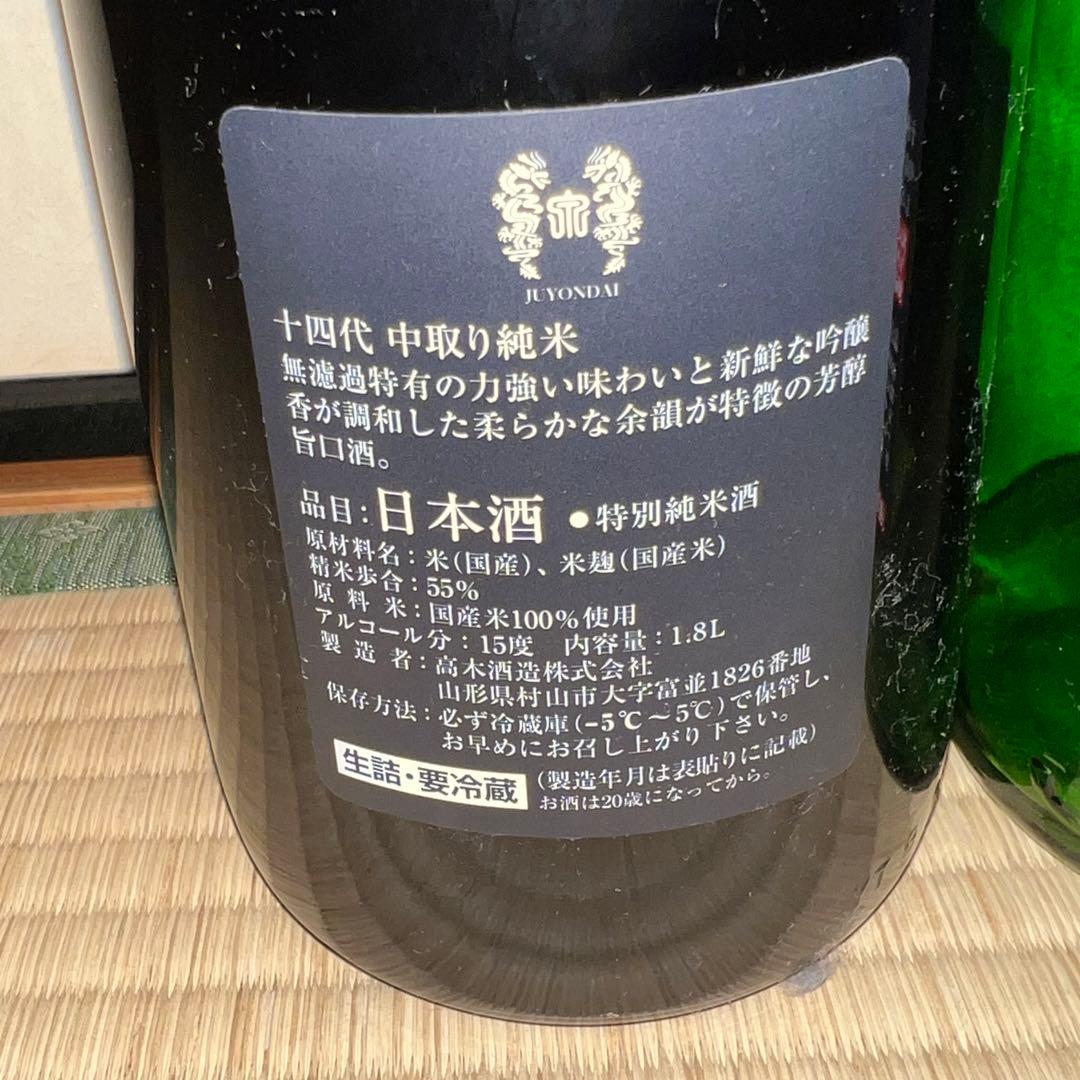 JUYONDAI
十四代 中取り純米
無濾過特有の力強い味わいと新鮮な吟醸
香が調和した柔らかな余韻が特徴の芳醇
旨口酒。
品目:日本酒 ●特別純米酒
原材料名:米(国産)、米麹(国産米)
精米歩合:55%
原料米:国産米100%使用
アルコール分:15度 内容量:1.8L
製造者:高木酒造株式会社
山形県村山市大字富並1826番地
保存方法:必ず冷蔵庫(-5℃〜5℃)で保管し、
お早めにお召し上がり下さい。
生詰・要冷蔵 (製造年月は表貼りに記載)
お酒は20歳になってから。